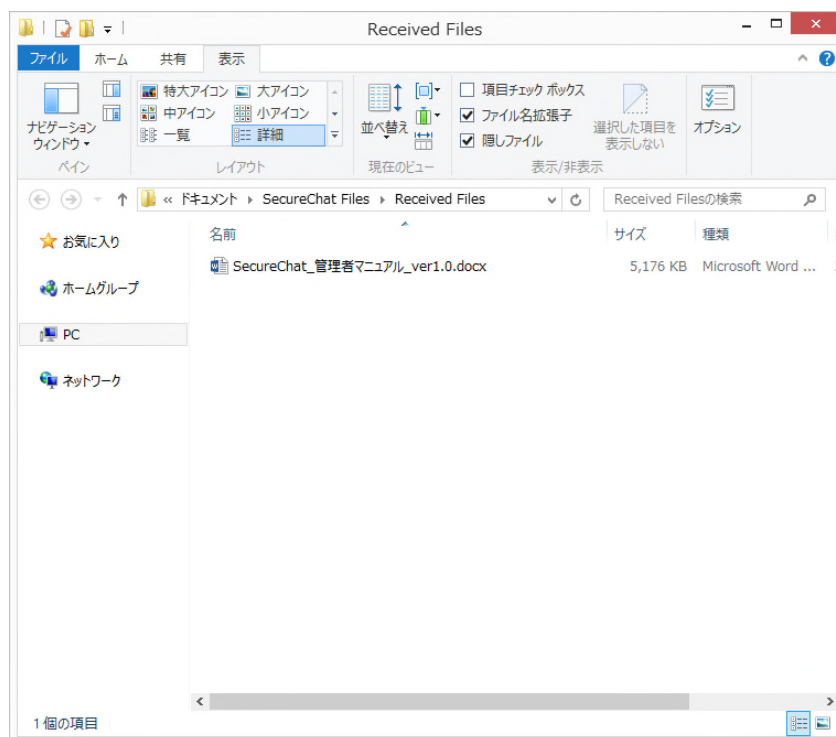 Received Files
ファイル ホーム 共有 表示
ナビゲーション ウィンドウ
特大アイコン 大アイコン
中アイコン 小アイコン
一覧 詳細
並べ替え
項目チェック ボックス
ファイル名拡張子
隠しファイル
選択した項目を 表示しない
オプション
ペイン レイアウト 現在のビュー 表示/非表示
« ドキュメント SecureChat Files Received Files
Received Filesの検索
名前 サイズ 種類
SecureChat_管理者マニュアル_ver1.0.docx 5,176 KB Microsoft Word ...
お気に入り
ホームグループ
PC
ネットワーク
1 個の項目